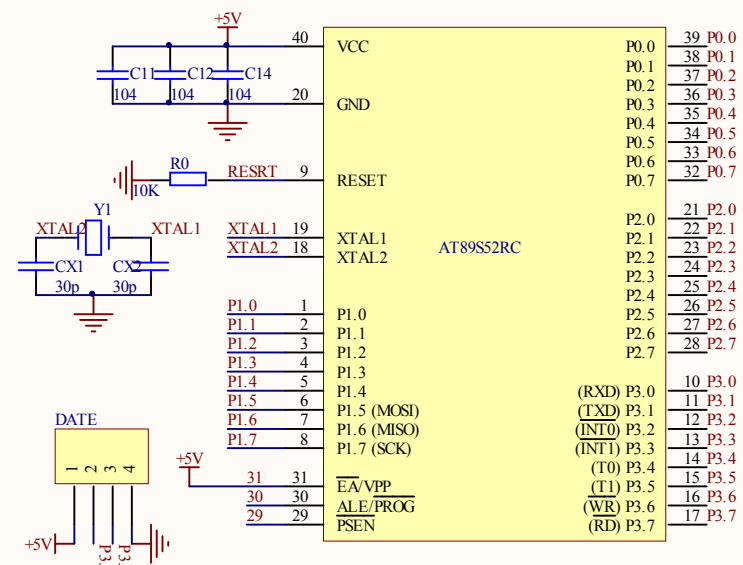 +5V
40 VCC
C11 C12 C14
104 104 104
20 GND
R0
10K
RESRT 9 RESET
Y1
XTAL2 XTAL1
CX1 CX2
30p 30p
XTAL1 19 XTAL1
XTAL2 18 XTAL2
AT89S52RC
P1.0 1 P1.0
P1.1 2 P1.1
P1.2 3 P1.2
P1.3 4 P1.3
P1.4 5 P1.4
P1.5 6 P1.5 (MOSI)
P1.6 7 P1.6 (MISO)
P1.7 8 P1.7 (SCK)
+5V
31 31 EA/VPP
30 30 ALE/PROG
29 29 PSEN
DATE
1 2 3 4
+5V P3. P3.
P0.0 39 P0.0
P0.1 38 P0.1
P0.2 37 P0.2
P0.3 36 P0.3
P0.4 35 P0.4
P0.5 34 P0.5
P0.6 33 P0.6
P0.7 32 P0.7
P2.0 21 P2.0
P2.1 22 P2.1
P2.2 23 P2.2
P2.3 24 P2.3
P2.4 25 P2.4
P2.5 26 P2.5
P2.6 27 P2.6
P2.7 28 P2.7
(RXD) P3.0 10 P3.0
(TXD) P3.1 11 P3.1
(INT0) P3.2 12 P3.2
(INT1) P3.3 13 P3.3
(T0) P3.4 14 P3.4
(T1) P3.5 15 P3.5
(WR) P3.6 16 P3.6
(RD) P3.7 17 P3.7